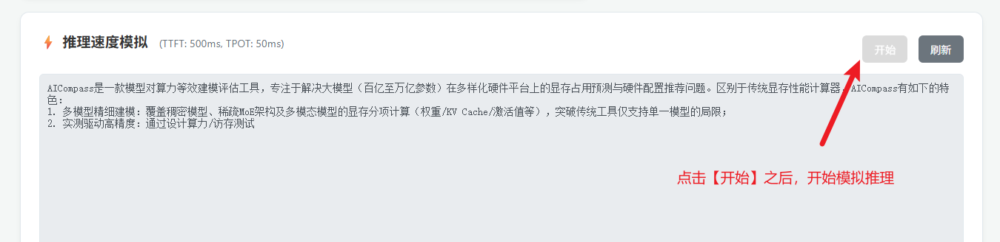 推理速度模拟 (TTFT: 500ms, TPOT: 50ms)
开始 刷新
AICompass是一款模型对算力等效建模评估工具，专注于解决大模型（百亿至万亿参数）在多样化硬件平台上的显存占用预测与硬件配置推荐问题。区别于传统显存性能计算器，AICompass有如下的特
色：
1. 多模型精细建模：覆盖稠密模型、稀疏MoE架构及多模态模型的显存分项计算（权重/KV Cache/激活值等），突破传统工具仅支持单一模型的局限；
2. 实测驱动高精度：通过设计算力/访存测试
点击【开始】之后，开始模拟推理